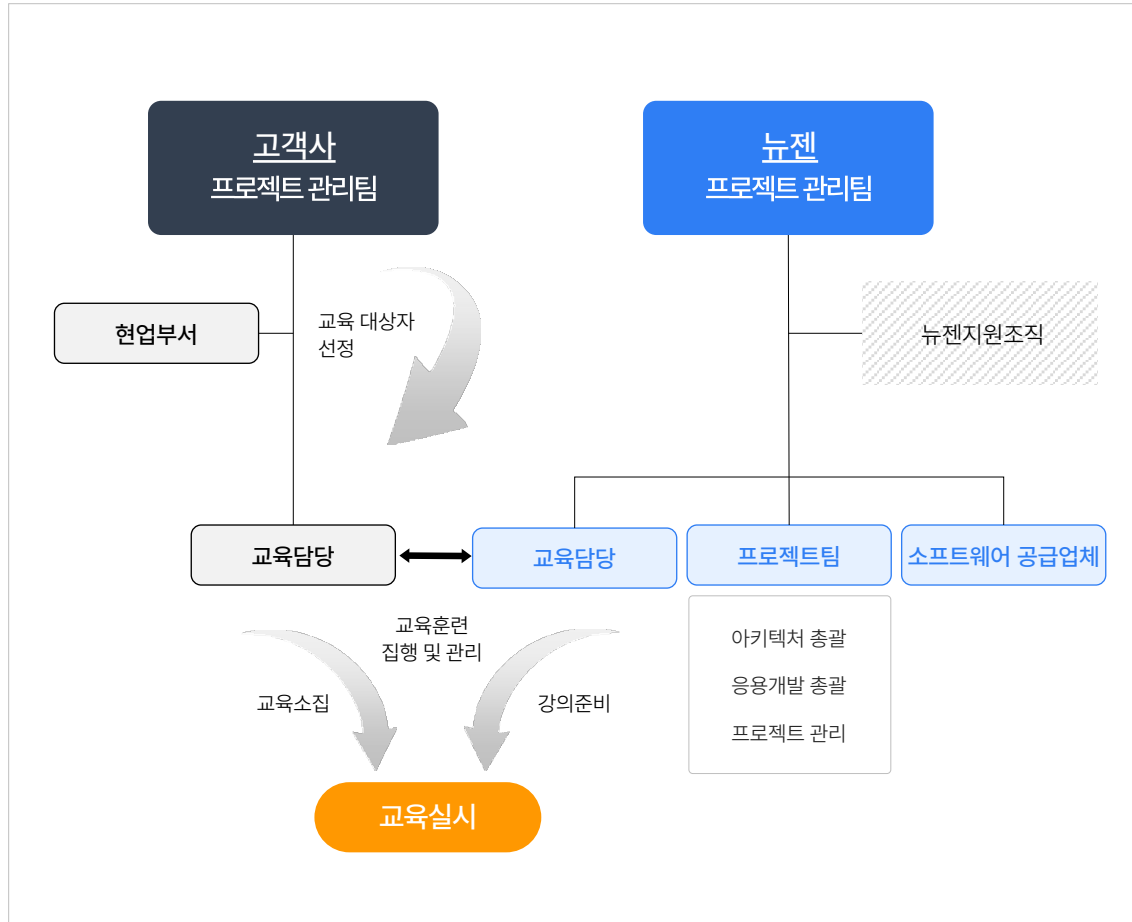 고객사
프로젝트 관리팀
뉴젠
프로젝트 관리팀
현업부서
교육 대상자
선정
뉴젠지원조직
교육담당
교육담당
프로젝트팀
소프트웨어 공급업체
교육훈련
집행 및 관리
교육소집
강의준비
아키텍처 총괄
응용개발 총괄
프로젝트 관리
교육실시